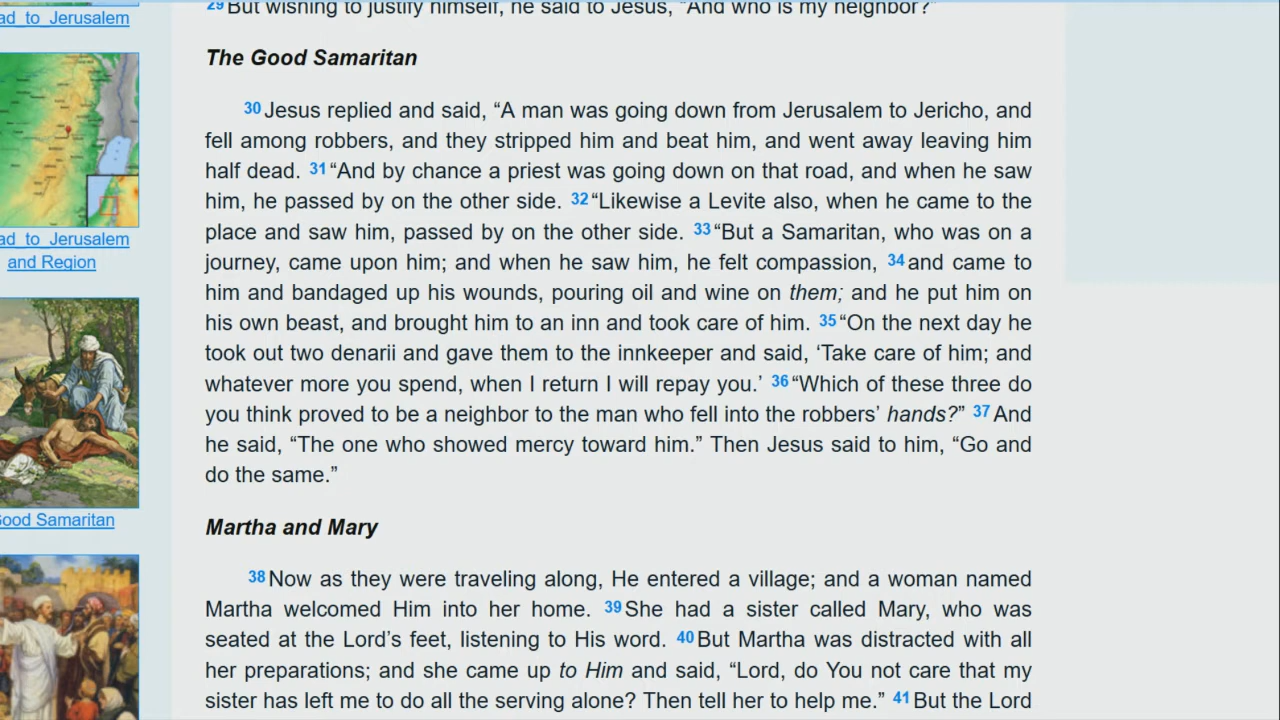 ad_to_Jerusalem
ad_to_Jerusalem
and Region
Good Samaritan
29 But wishing to justify himself, he said to Jesus, “And who is my neighbor?”
The Good Samaritan
30 Jesus replied and said, “A man was going down from Jerusalem to Jericho, and
fell among robbers, and they stripped him and beat him, and went away leaving him
half dead. 31 “And by chance a priest was going down on that road, and when he saw
him, he passed by on the other side. 32 “Likewise a Levite also, when he came to the
place and saw him, passed by on the other side. 33 “But a Samaritan, who was on a
journey, came upon him; and when he saw him, he felt compassion, 34 and came to
him and bandaged up his wounds, pouring oil and wine on them; and he put him on
his own beast, and brought him to an inn and took care of him. 35 “On the next day he
took out two denarii and gave them to the innkeeper and said, ‘Take care of him; and
whatever more you spend, when I return I will repay you.’ 36 “Which of these three do
you think proved to be a neighbor to the man who fell into the robbers’ hands?” 37 And
he said, “The one who showed mercy toward him.” Then Jesus said to him, “Go and
do the same.”
Martha and Mary
38 Now as they were traveling along, He entered a village; and a woman named
Martha welcomed Him into her home. 39 She had a sister called Mary, who was
seated at the Lord’s feet, listening to His word. 40 But Martha was distracted with all
her preparations; and she came up to Him and said, “Lord, do You not care that my
sister has left me to do all the serving alone? Then tell her to help me.” 41 But the Lord